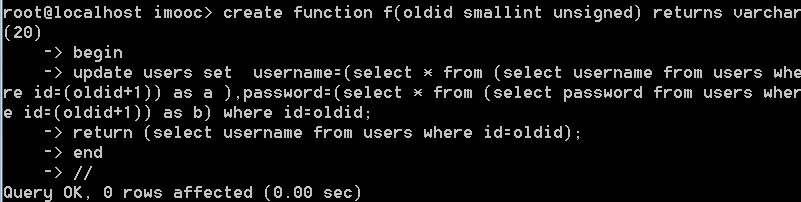 root@localhost imooc> create function f(oldid smallint unsigned) returns varchar
(20)
    -> begin
    -> update users set  username=(select * from (select username from users whe
re id=(oldid+1)) as a ),password=(select * from (select password from users wher
e id=(oldid+1)) as b) where id=oldid;
    -> return (select username from users where id=oldid);
    -> end
    -> //
Query OK, 0 rows affected (0.00 sec)